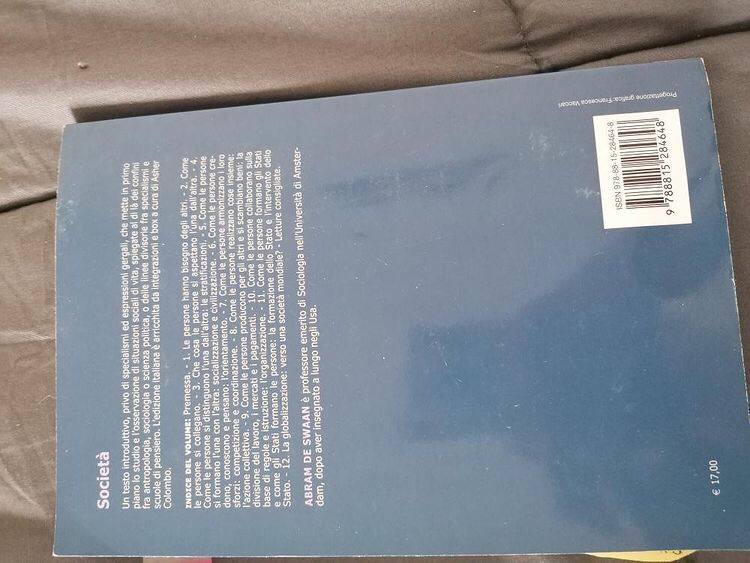 Società
Un testo introduttivo, privo di specialismi ed espressioni gergali, che mette in primo
piano lo studio e l'osservazione di situazioni sociali di vita, spiegate al di là dei confini
fra antropologia, sociologia o scienza politica, o delle linee divisorie fra specialismi e
scuole di pensiero. L'edizione italiana è arricchita da integrazioni e box a cura di Asher
Colombo.
INDICE DEL VOLUME: Premessa. - 1. Le persone hanno bisogno degli altri. - 2. Come
le persone si collegano. - 3. Che cosa le persone si aspettano l'una dall'altra. - 4.
Come le persone si distinguono l'una dall'altra: le stratificazioni. - 5. Come le persone
si formano l'una con l'altra: socializzazione e civilizzazione. - 6. Come le persone cre-
dono, conoscono e pensano: l'orientamento. - 7. Come le persone armonizzano i loro
sforzi: competizione e coordinazione. - 8. Come le persone realizzano cose insieme:
l'azione collettiva. - 9. Come le persone producono per gli altri e si scambiano beni: la
divisione del lavoro, i mercati e i pagamenti. - 10. Come le persone collaborano sulla
base di regole e istruzione: l'organizzazione. - 11. Come le persone formano gli Stati
e come gli Stati formano le persone: la formazione dello Stato e l'intervento dello
Stato. - 12. La globalizzazione: verso una società mondiale? - Letture consigliate.
ABRAM DE SWAAN è professore emerito di Sociologia nell'Università di Amster-
dam, dopo aver insegnato a lungo negli Usa.
€ 17,00
ISBN 978-88-15-28464-8
9 788815 284648
Progettazione grafica: Francesca Vaccari